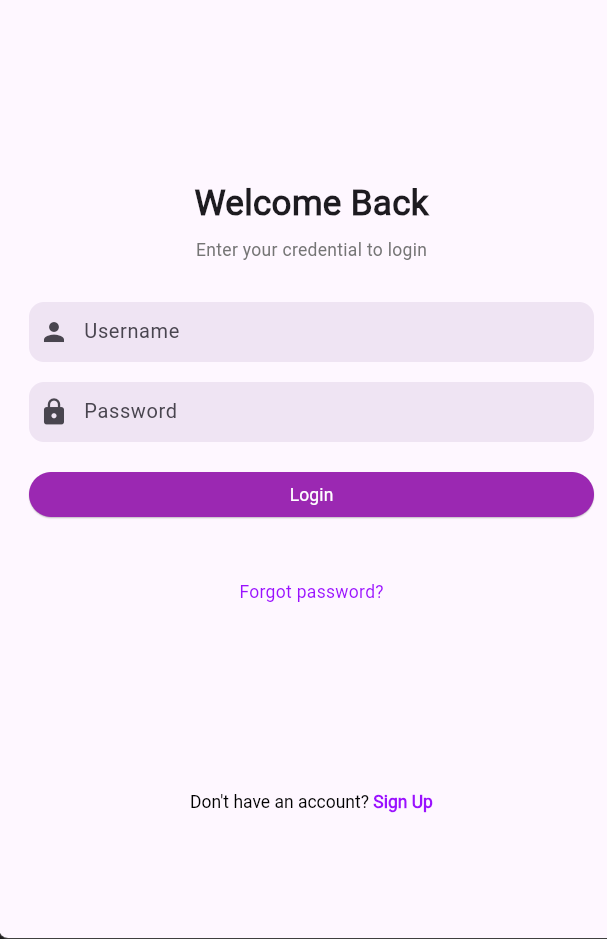 Welcome Back
Enter your credential to login
Username
Password
Login
Forgot password?
Don't have an account? Sign Up